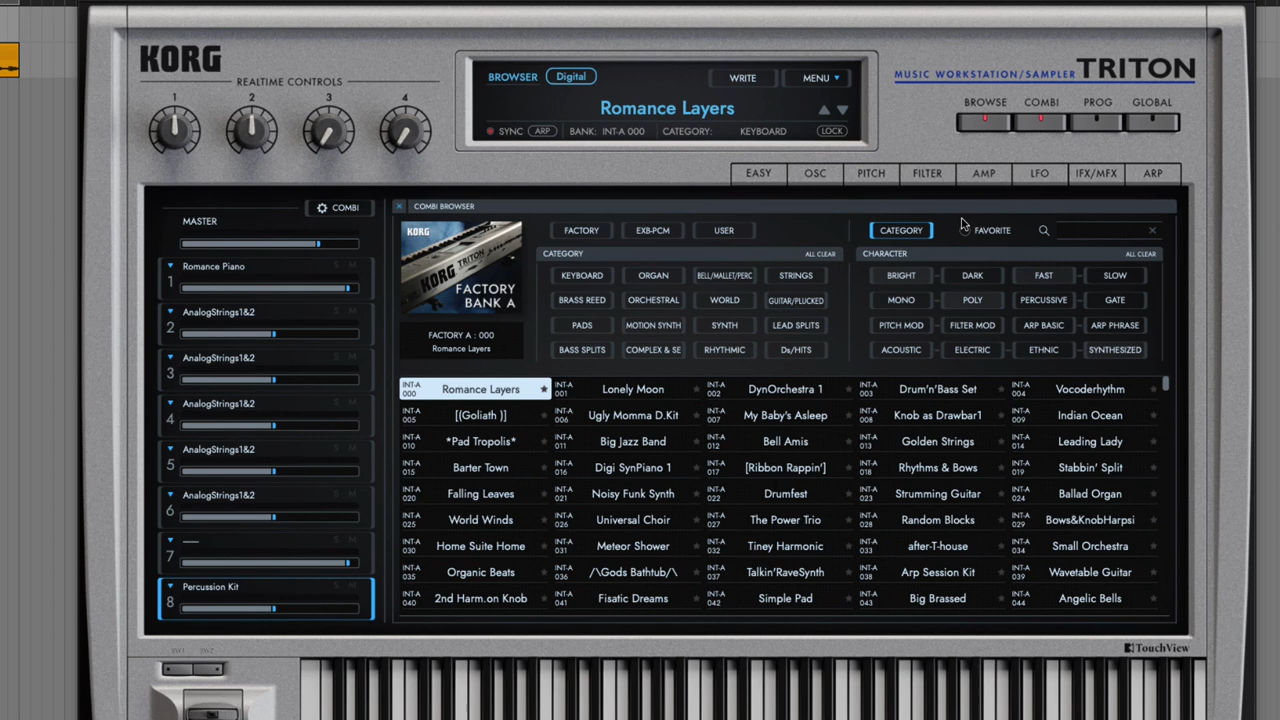 KORG
REALTIME CONTROLS
1 2 3 4
BROWSER Digital WRITE MENU
Romance Layers
SYNC ARP BANK: INT-A 000 CATEGORY: KEYBOARD LOCK
MUSIC WORKSTATION/SAMPLER TRITON
BROWSE COMBI PROG GLOBAL
EASY OSC PITCH FILTER AMP LFO IFX/MFX ARP
COMBI
MASTER
1 Romance Piano S M
2 AnalogStrings1&2 S M
3 AnalogStrings1&2 S M
4 AnalogStrings1&2 S M
5 AnalogStrings1&2 S M
6 AnalogStrings1&2 S M
7 S M
8 Percussion Kit S M
× COMBI BROWSER
KORG
KORG TRITON
FACTORY
BANK A
FACTORY A : 000
Romance Layers
FACTORY EXB-PCM USER
CATEGORY ALL CLEAR
KEYBOARD ORGAN BELL/MALLET/PERC STRINGS
BRASS REED ORCHESTRAL WORLD GUITAR/PLUCKED
PADS MOTION SYNTH SYNTH LEAD SPLITS
BASS SPLITS COMPLEX & SE RHYTHMIC Ds/HITS
CATEGORY FAVORITE ×
CHARACTER ALL CLEAR
BRIGHT DARK FAST SLOW
MONO POLY PERCUSSIVE GATE
PITCH MOD FILTER MOD ARP BASIC ARP PHRASE
ACOUSTIC ELECTRIC ETHNIC SYNTHESIZED
INT-A 000 Romance Layers INT-A 001 Lonely Moon INT-A 002 DynOrchestra 1 INT-A 003 Drum'n'Bass Set INT-A 004 Vocoderhythm
INT-A 005 [(Goliath )] INT-A 006 Ugly Momma D.Kit INT-A 007 My Baby's Asleep INT-A 008 Knob as Drawbar1 INT-A 009 Indian Ocean
INT-A 010 *Pad Tropolis* INT-A 011 Big Jazz Band INT-A 012 Bell Amis INT-A 013 Golden Strings INT-A 014 Leading Lady
INT-A 015 Barter Town INT-A 016 Digi SynPiano 1 INT-A 017 [Ribbon Rappin'] INT-A 018 Rhythms & Bows INT-A 019 Stabbin' Split
INT-A 020 Falling Leaves INT-A 021 Noisy Funk Synth INT-A 022 Drumfest INT-A 023 Strumming Guitar INT-A 024 Ballad Organ
INT-A 025 World Winds INT-A 026 Universal Choir INT-A 027 The Power Trio INT-A 028 Random Blocks INT-A 029 Bows&KnobHarpsi
INT-A 030 Home Suite Home INT-A 031 Meteor Shower INT-A 032 Tiney Harmonic INT-A 033 after-T-house INT-A 034 Small Orchestra
INT-A 035 Organic Beats INT-A 036 /\Gods Bathtub/\ INT-A 037 Talkin'RaveSynth INT-A 038 Arp Session Kit INT-A 039 Wavetable Guitar
INT-A 040 2nd Harm.on Knob INT-A 041 Fisatic Dreams INT-A 042 Simple Pad INT-A 043 Big Brassed INT-A 044 Angelic Bells
TouchView
SW1 SW2